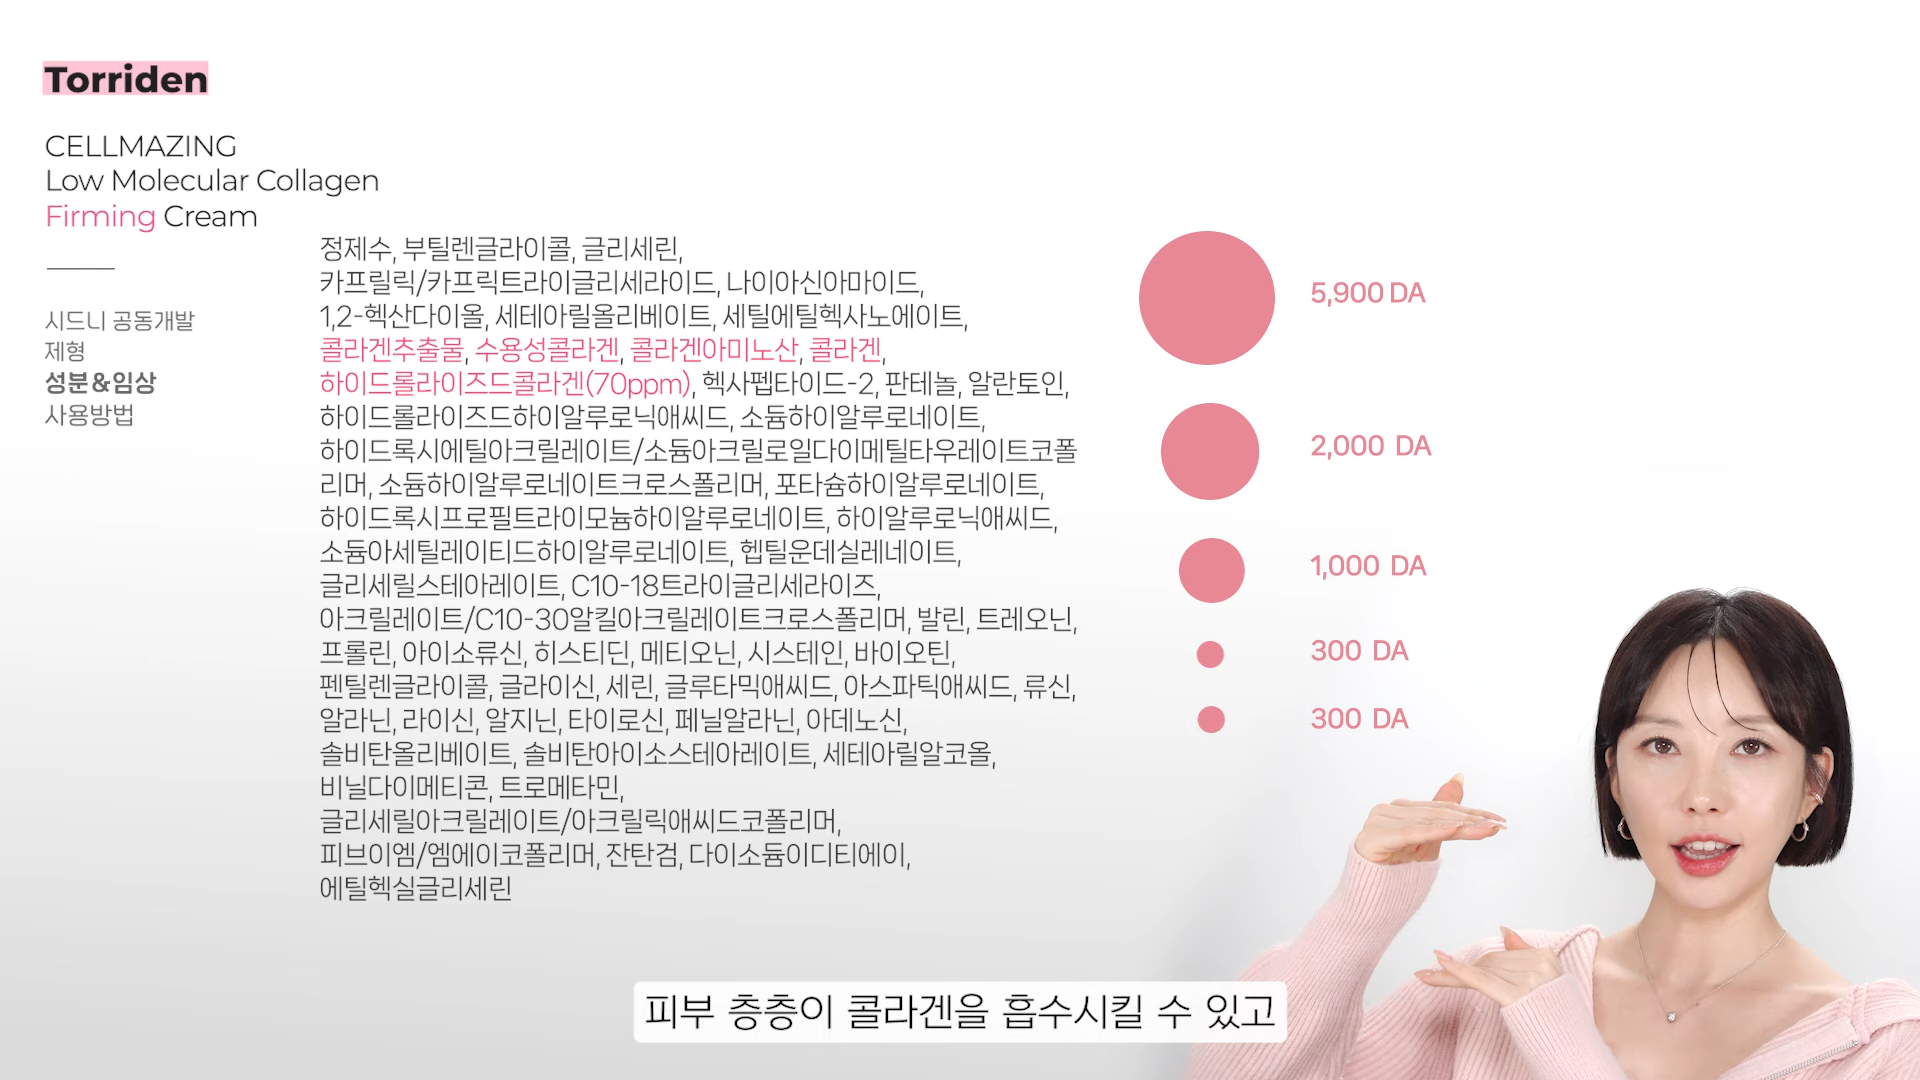 Torriden
CELLMAZING
Low Molecular Collagen
Firming Cream
시드니 공동개발
제형
성분&임상
사용방법
정제수, 부틸렌글라이콜, 글리세린,
카프릴릭/카프릭트라이글리세라이드, 나이아신아마이드,
1,2-헥산다이올, 세테아릴올리베이트, 세틸에틸헥사노에이트,
콜라겐추출물, 수용성콜라겐, 콜라겐아미노산, 콜라겐,
하이드롤라이즈드콜라겐(70ppm), 헥사펩타이드-2, 판테놀, 알란토인,
하이드롤라이즈드하이알루로닉애씨드, 소듐하이알루로네이트,
하이드록시에틸아크릴레이트/소듐아크릴로일다이메틸타우레이트코폴
리머, 소듐하이알루로네이트크로스폴리머, 포타슘하이알루로네이트,
하이드록시프로필트라이모늄하이알루로네이트, 하이알루로닉애씨드,
소듐아세틸레이티드하이알루로네이트, 헵틸운데실레네이트,
글리세릴스테아레이트, C10-18트라이글리세라이즈,
아크릴레이트/C10-30알킬아크릴레이트크로스폴리머, 발린, 트레오닌,
프롤린, 아이소류신, 히스티딘, 메티오닌, 시스테인, 바이오틴,
펜틸렌글라이콜, 글라이신, 세린, 글루타믹애씨드, 아스파틱애씨드, 류신,
알라닌, 라이신, 알지닌, 타이로신, 페닐알라닌, 아데노신,
솔비탄올리베이트, 솔비탄아이소스테아레이트, 세테아릴알코올,
비닐다이메티콘, 트로메타민,
글리세릴아크릴레이트/아크릴릭애씨드코폴리머,
피브이엠/엠에이코폴리머, 잔탄검, 다이소듐이디티에이,
에틸헥실글리세린
5,900 DA
2,000 DA
1,000 DA
300 DA
300 DA
피부 층층이 콜라겐을 흡수시킬 수 있고